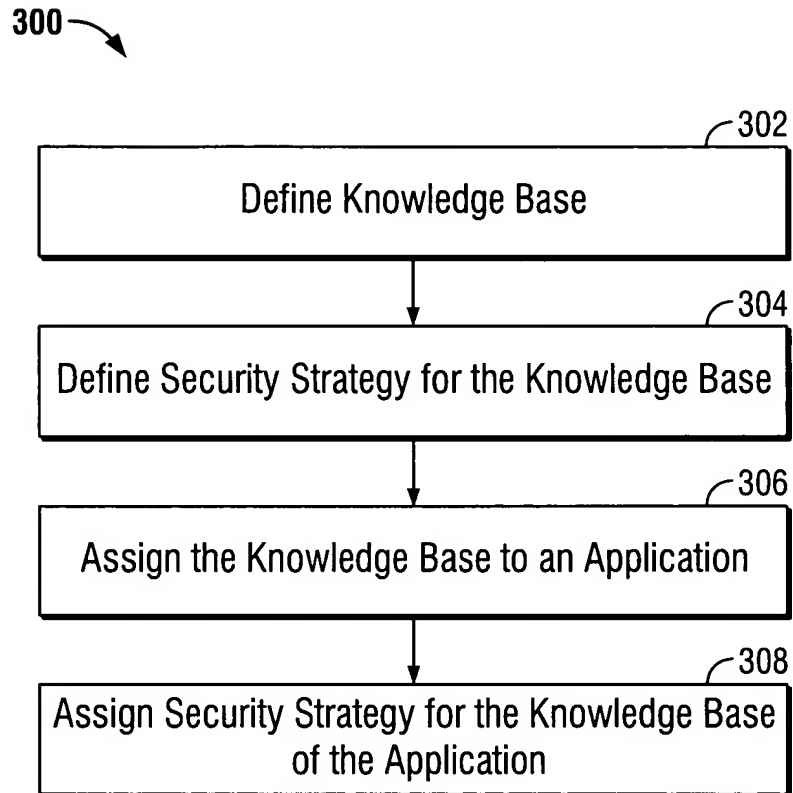 300
302
Define Knowledge Base
304
Define Security Strategy for the Knowledge Base
306
Assign the Knowledge Base to an Application
308
Assign Security Strategy for the Knowledge Base
of the Application